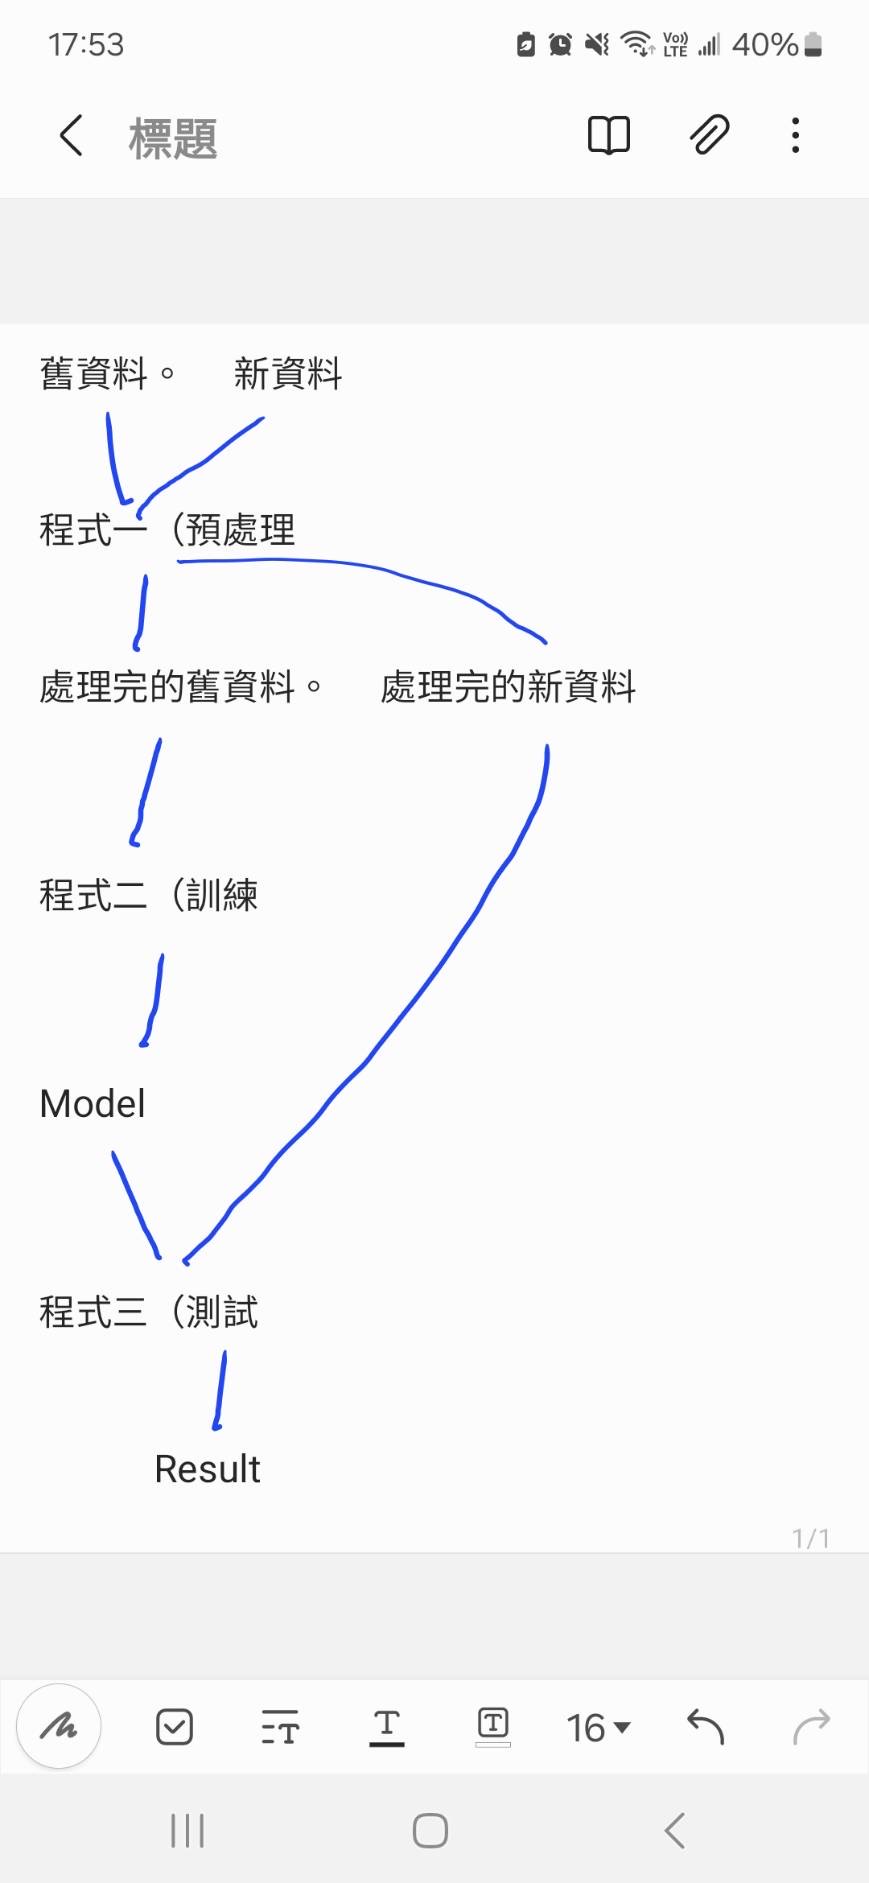 17:53
Vo)) LTE 40%
標題
舊資料。 新資料
程式一（預處理
處理完的舊資料。 處理完的新資料
程式二（訓練
Model
程式三（測試
Result
1/1
T T T 16